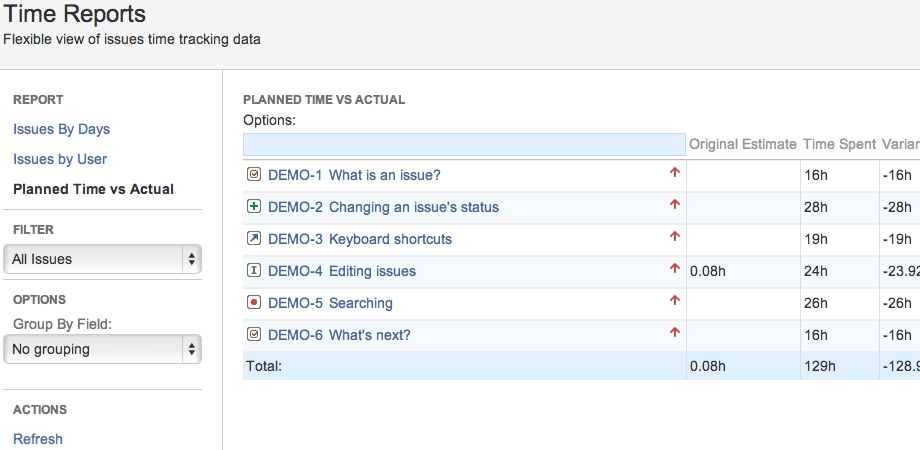 Time Reports
Flexible view of issues time tracking data
REPORT
Issues By Days
Issues by User
Planned Time vs Actual
FILTER
All Issues
OPTIONS
Group By Field:
No grouping
ACTIONS
Refresh
PLANNED TIME VS ACTUAL
Options:
Original Estimate Time Spent Varian
DEMO-1 What is an issue? 16h -16h
DEMO-2 Changing an issue's status 28h -28h
DEMO-3 Keyboard shortcuts 19h -19h
DEMO-4 Editing issues 0.08h 24h -23.92
DEMO-5 Searching 26h -26h
DEMO-6 What's next? 16h -16h
Total: 0.08h 129h -128.9